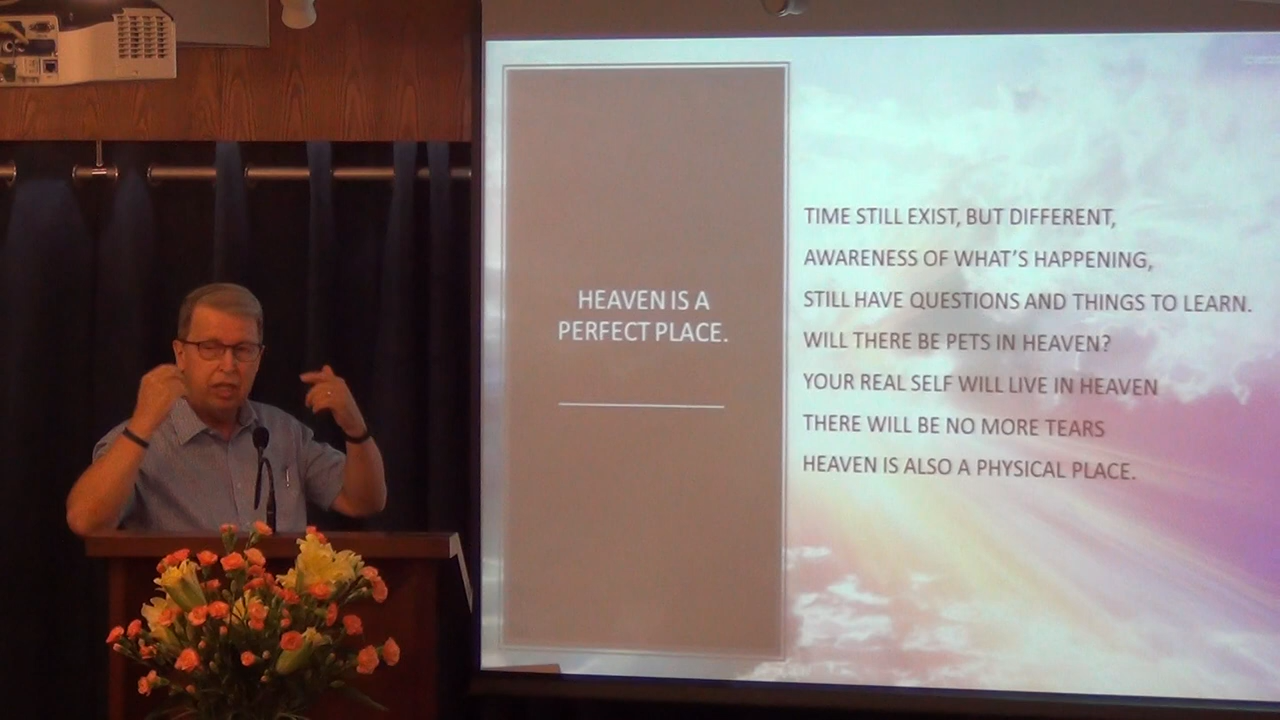 HEAVEN IS A
PERFECT PLACE.
TIME STILL EXIST, BUT DIFFERENT,
AWARENESS OF WHAT'S HAPPENING,
STILL HAVE QUESTIONS AND THINGS TO LEARN.
WILL THERE BE PETS IN HEAVEN?
YOUR REAL SELF WILL LIVE IN HEAVEN
THERE WILL BE NO MORE TEARS
HEAVEN IS ALSO A PHYSICAL PLACE.